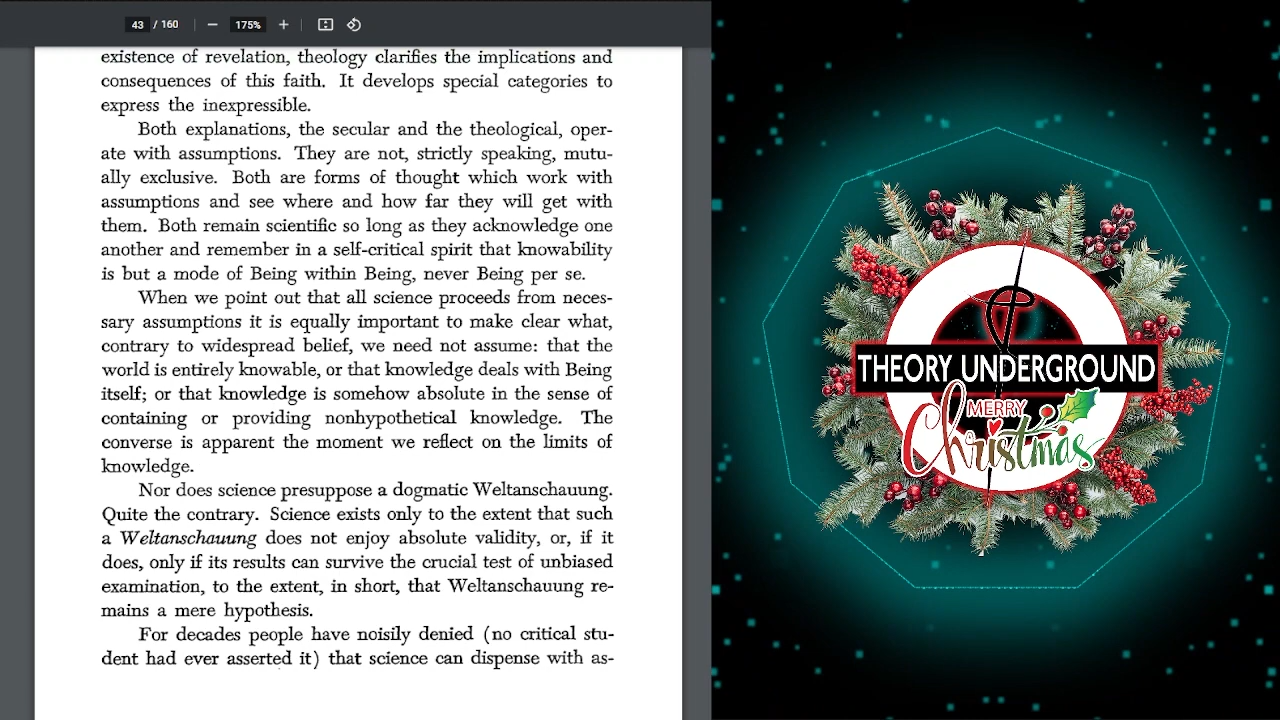 43 / 160
175%
existence of revelation, theology clarifies the implications and
consequences of this faith. It develops special categories to
express the inexpressible.
Both explanations, the secular and the theological, oper-
ate with assumptions. They are not, strictly speaking, mutu-
ally exclusive. Both are forms of thought which work with
assumptions and see where and how far they will get with
them. Both remain scientific so long as they acknowledge one
another and remember in a self-critical spirit that knowability
is but a mode of Being within Being, never Being per se.
When we point out that all science proceeds from neces-
sary assumptions it is equally important to make clear what,
contrary to widespread belief, we need not assume: that the
world is entirely knowable, or that knowledge deals with Being
itself; or that knowledge is somehow absolute in the sense of
containing or providing nonhypothetical knowledge. The
converse is apparent the moment we reflect on the limits of
knowledge.
Nor does science presuppose a dogmatic Weltanschauung.
Quite the contrary. Science exists only to the extent that such
a Weltanschauung does not enjoy absolute validity, or, if it
does, only if its results can survive the crucial test of unbiased
examination, to the extent, in short, that Weltanschauung re-
mains a mere hypothesis.
For decades people have noisily denied (no critical stu-
dent had ever asserted it) that science can dispense with as-
THEORY UNDERGROUND
MERRY
Christmas